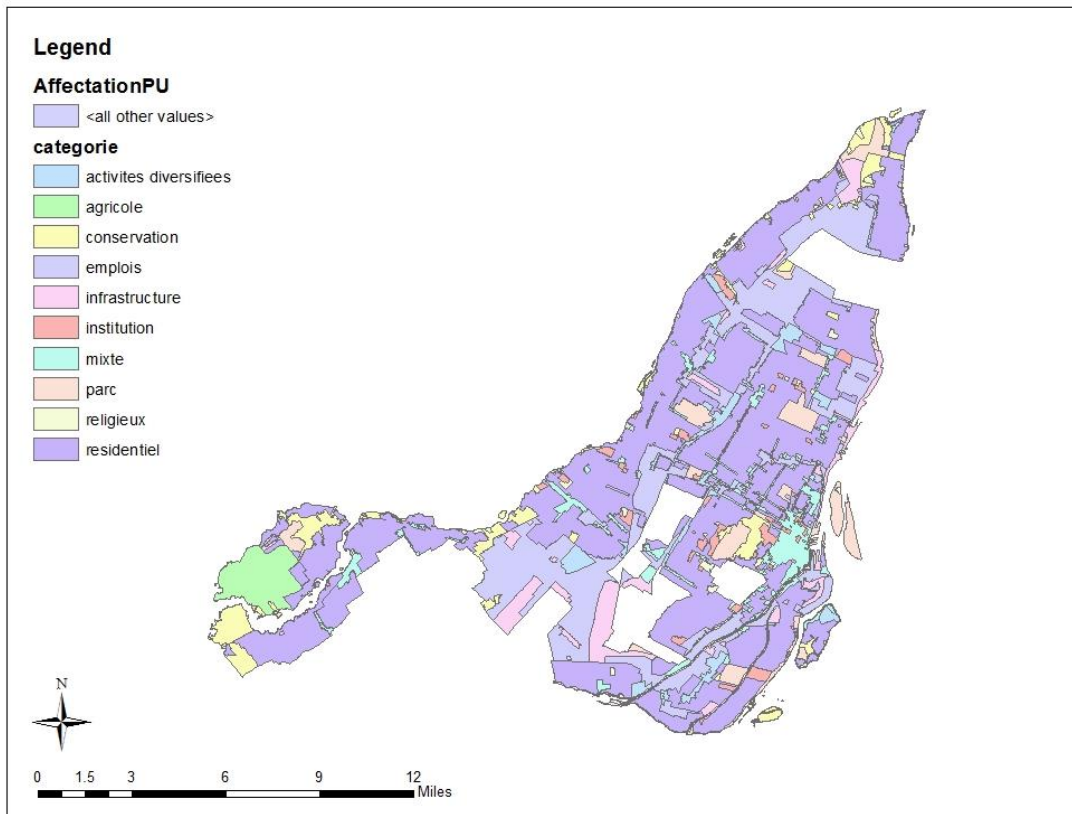 Legend
AffectationPU
<all other values>
categorie
activites diversifiees
agricole
conservation
emplois
infrastructure
institution
mixte
parc
religieux
residentiel
N
0 1.5 3 6 9 12
Miles